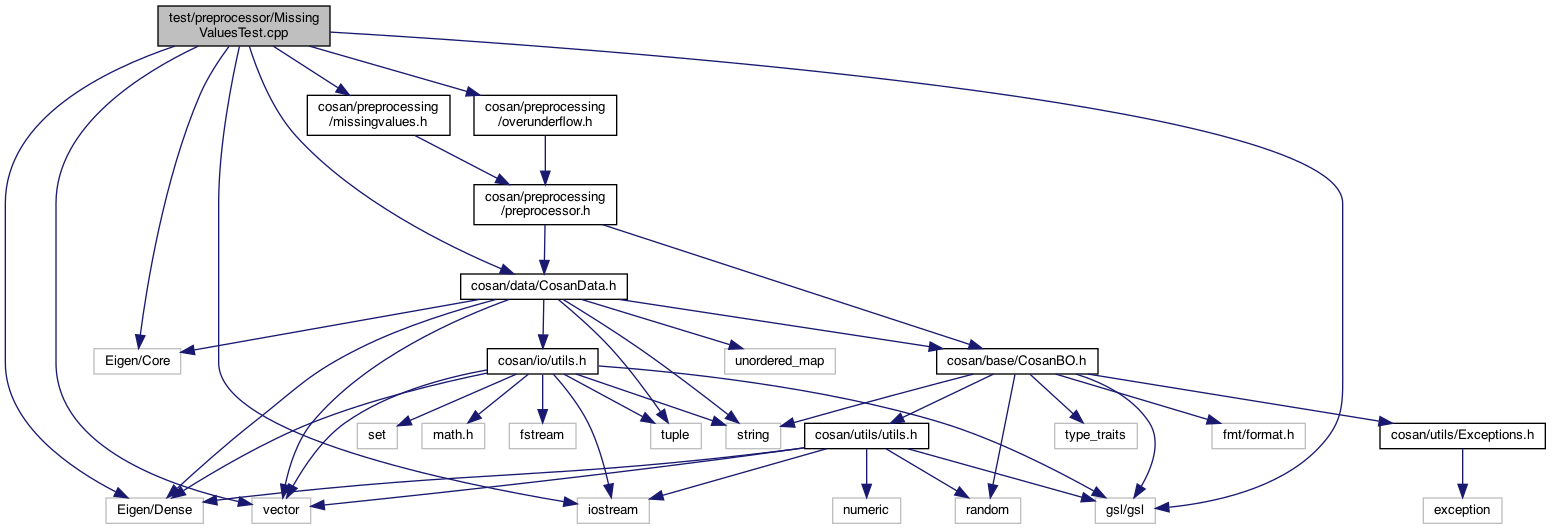 test/preprocessor/Missing
ValuesTest.cpp
cosan/preprocessing
/missingvalues.h
cosan/preprocessing
/overunderflow.h
cosan/preprocessing
/preprocessor.h
cosan/data/CosanData.h
Eigen/Core
cosan/io/utils.h
unordered_map
cosan/base/CosanBO.h
set
math.h
fstream
tuple
string
cosan/utils/utils.h
type_traits
fmt/format.h
cosan/utils/Exceptions.h
Eigen/Dense
vector
iostream
numeric
random
gsl/gsl
exception